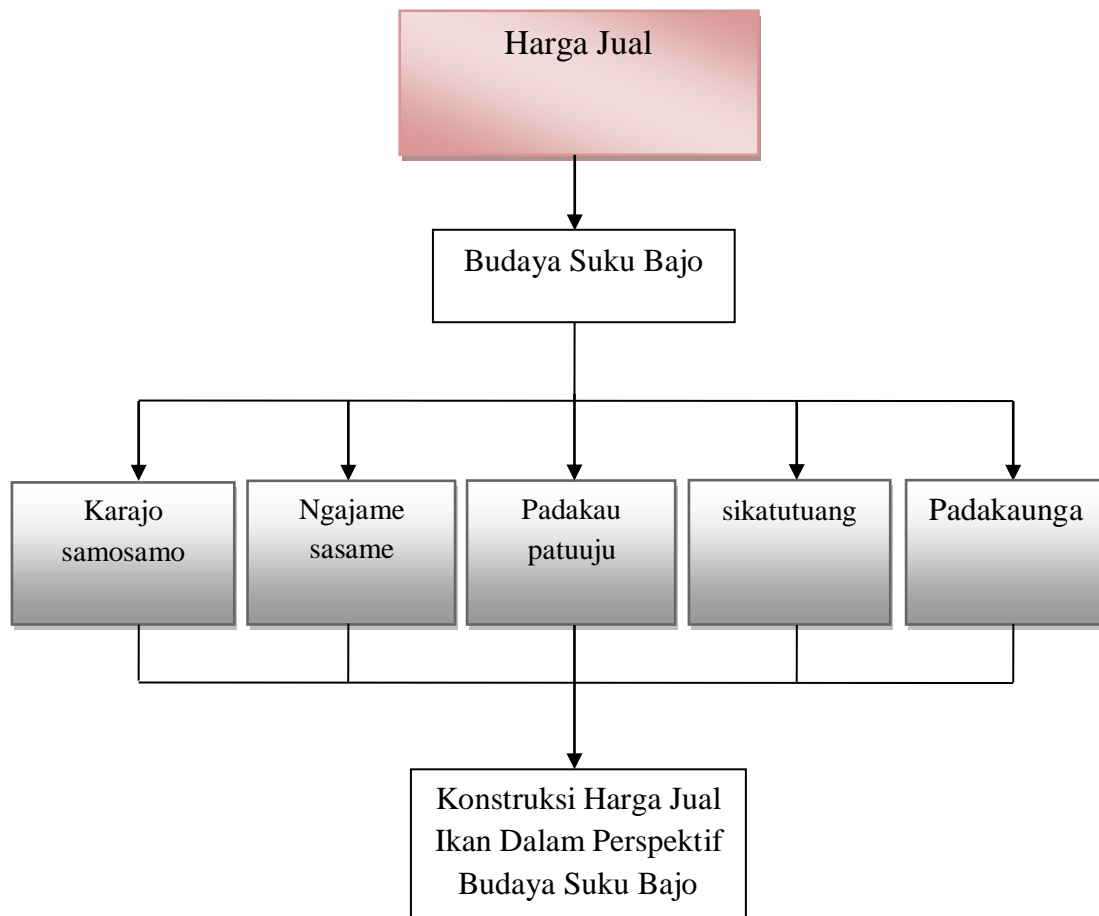 Harga Jual
Budaya Suku Bajo
Karajo
samosamo
Ngajame
sasame
Padakau
patuuju
sikatutuang
Padakaunga
Konstruksi Harga Jual
Ikan Dalam Perspektif
Budaya Suku Bajo